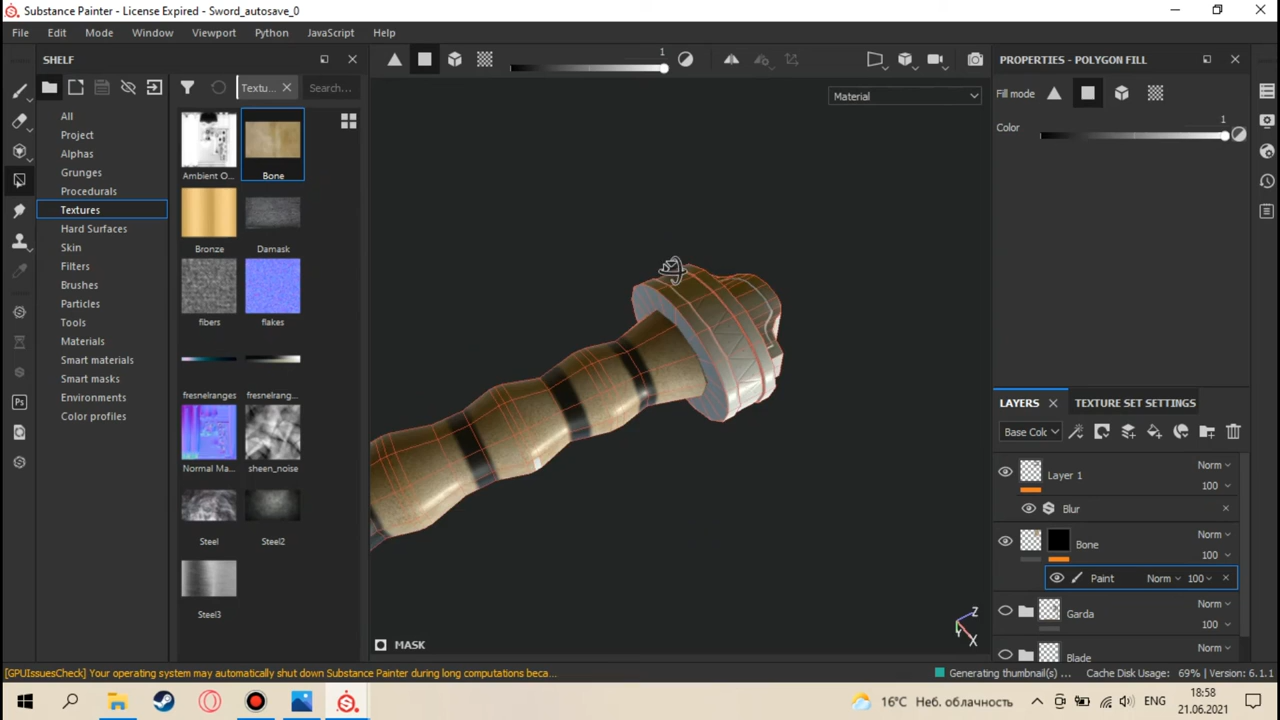 Substance Painter - License Expired - Sword_autosave_0
File Edit Mode Window Viewport Python JavaScript Help
SHELF
1
PROPERTIES - POLYGON FILL
Textu...
Search...
Material
Fill mode
Color
1
All
Project
Alphas
Grunges
Procedurals
Textures
Hard Surfaces
Skin
Filters
Brushes
Particles
Tools
Materials
Smart materials
Smart masks
Environments
Color profiles
Ambient O...
Bone
Bronze
Damask
fibers
flakes
fresnelranges
fresnelrang...
Normal Ma...
sheen_noise
Steel
Steel2
Steel3
Z
Y
X
MASK
LAYERS
TEXTURE SET SETTINGS
Base Col
Layer 1
Norm
100
Blur
Bone
Norm
100
Paint
Norm
100
Garda
Norm
100
Blade
Norm
[GPUIssuesCheck] Your operating system may automatically shut down Substance Painter during long computations beca...
Generating thumbnail(s) ...
Cache Disk Usage: 69% | Version: 6.1.1
Ps
16°C Неб. облачность
ENG
18:58
21.06.2021